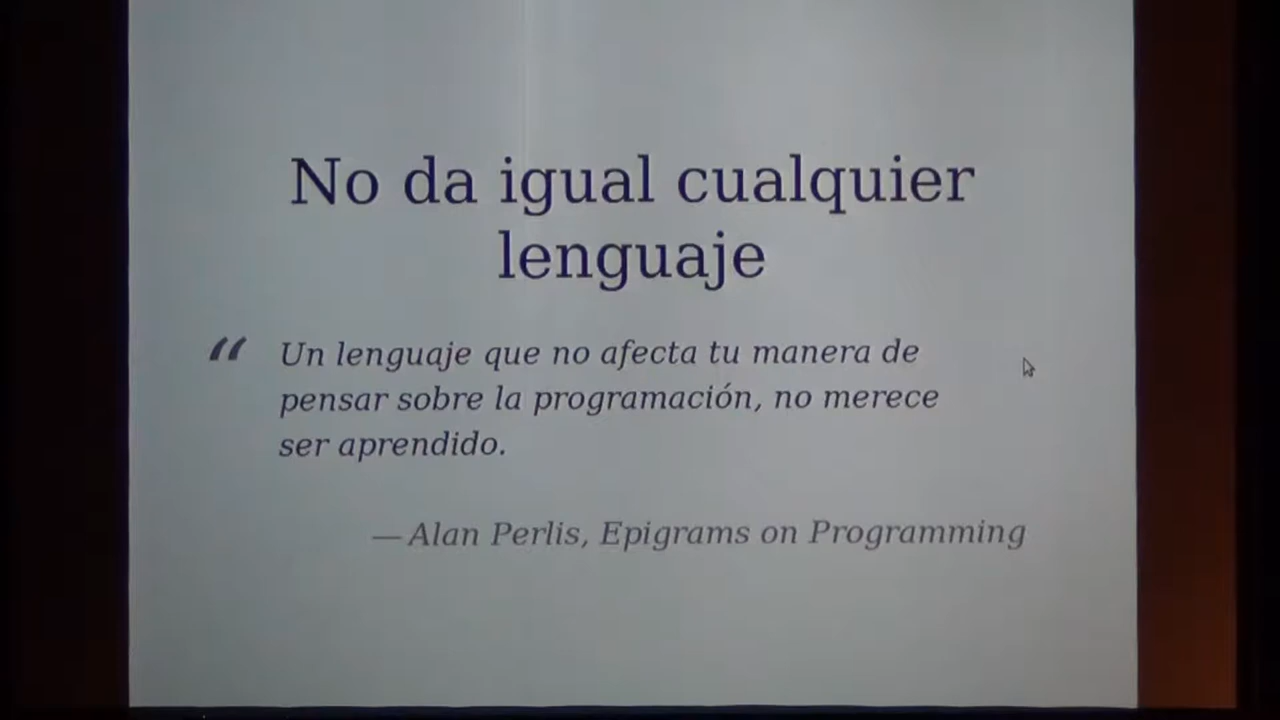 No da igual cualquier
lenguaje
“ Un lenguaje que no afecta tu manera de
pensar sobre la programación, no merece
ser aprendido.
— Alan Perlis, Epigrams on Programming